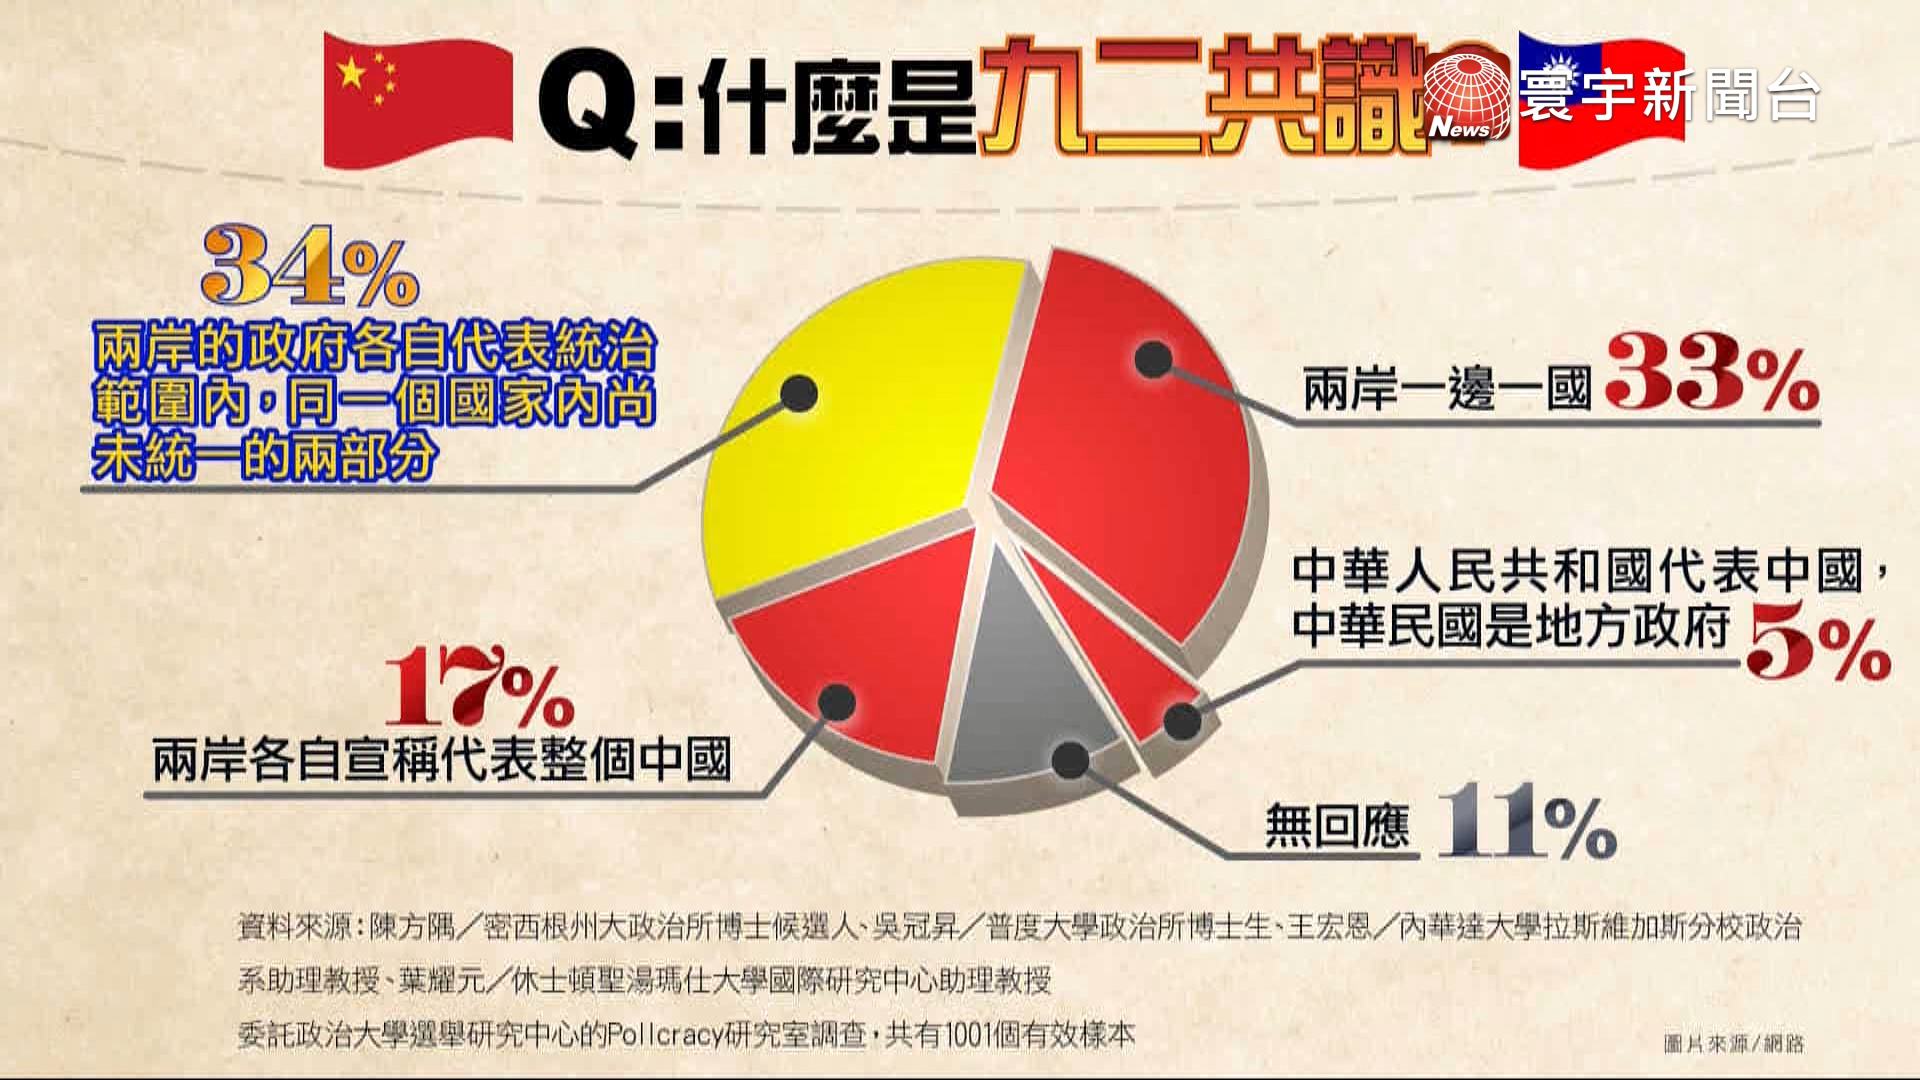 Q:什麼是九二共識
News 寰宇新聞台
34%
兩岸的政府各自代表統治
範圍內,同一個國家內尚
未統一的兩部分
兩岸一邊一國 33%
中華人民共和國代表中國,
中華民國是地方政府 5%
17%
兩岸各自宣稱代表整個中國
無回應 11%
資料來源:陳方隅/密西根州大政治所博士候選人、吳冠昇/普度大學政治所博士生、王宏恩/內華達大學拉斯維加斯分校政治
系助理教授、葉耀元/休士頓聖湯瑪仕大學國際研究中心助理教授
委託政治大學選舉研究中心的Pollcracy研究室調查,共有1001個有效樣本
圖片來源/網路